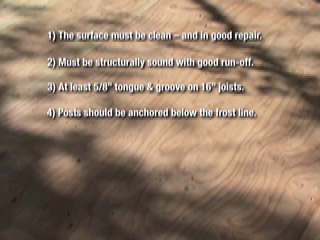 1) The surface must be clean – and in good repair.
2) Must be structurally sound with good run-off.
3) At least 5/8" tongue & groove on 16" joists.
4) Posts should be anchored below the frost line.